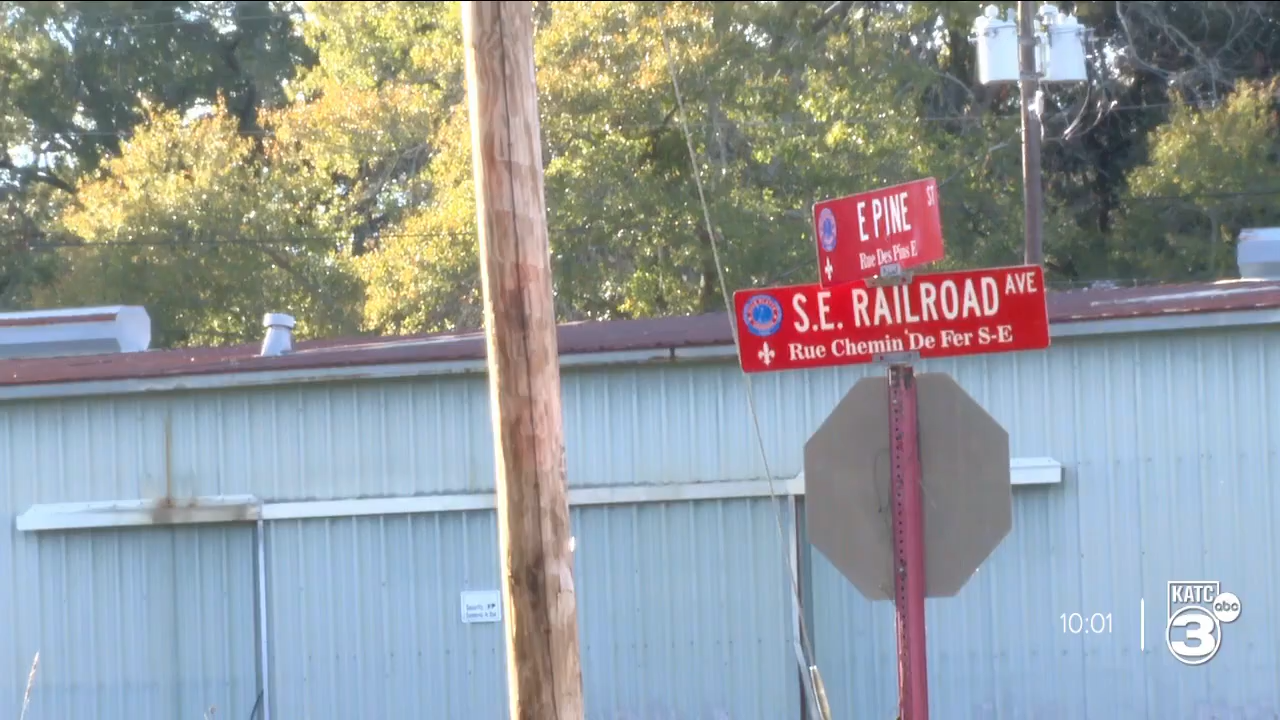 E PINE ST
Rue Des Pins E
S.E. RAILROAD AVE
Rue Chemin De Fer S-E
10:01
KATC
abc
3